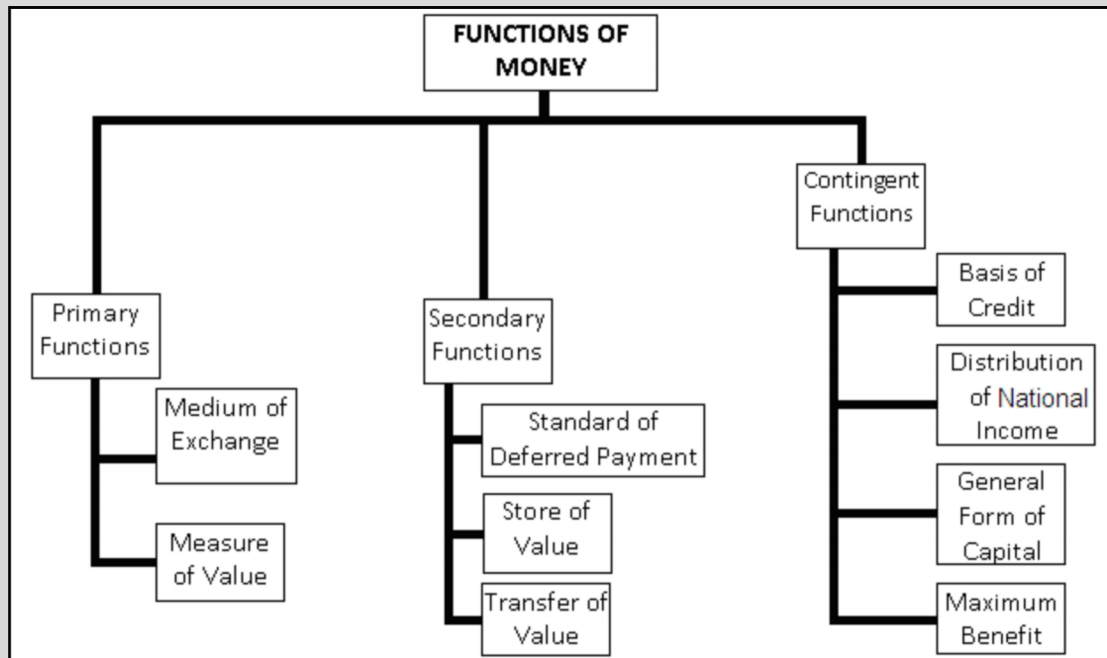 FUNCTIONS OF
MONEY
Primary
Functions
Medium of
Exchange
Measure
of Value
Secondary
Functions
Standard of
Deferred Payment
Store of
Value
Transfer of
Value
Contingent
Functions
Basis of
Credit
Distribution
of National
Income
General
Form of
Capital
Maximum
Benefit